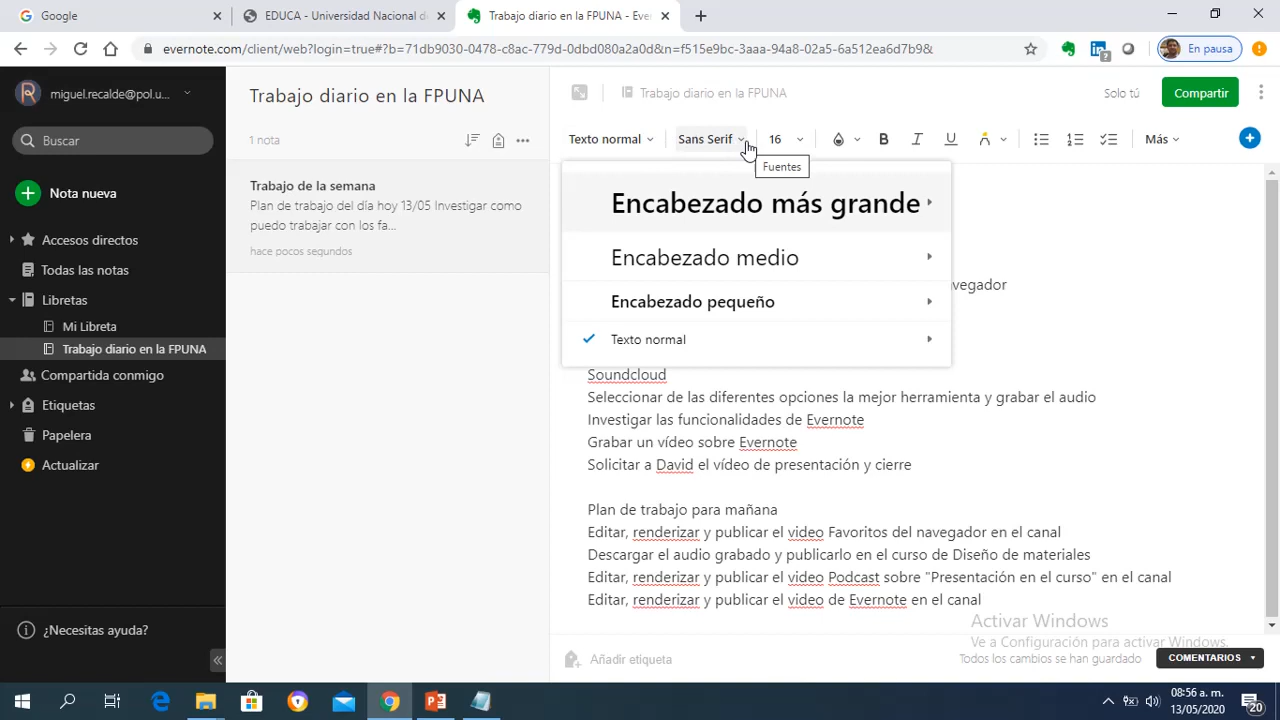 Google
EDUCA - Universidad Nacional de
Trabajo diario en la FPUNA - Ever
evernote.com/client/web?login=true#?b=71db9030-0478-c8ac-779d-0dbd080a2a0d&n=f515e9bc-3aaa-94a8-02a5-6a512ea6d7b9&
En pausa
miguel.recalde@pol.u...
Buscar
Nota nueva
Accesos directos
Todas las notas
Libretas
Mi Libreta
Trabajo diario en la FPUNA
Compartida conmigo
Etiquetas
Papelera
Actualizar
¿Necesitas ayuda?
Trabajo diario en la FPUNA
1 nota
Trabajo de la semana
Plan de trabajo del día hoy 13/05 Investigar como
puedo trabajar con los fa...
hace pocos segundos
Trabajo diario en la FPUNA
Solo tú
Compartir
Texto normal
Sans Serif
16
B
I
U
Más
Fuentes
Encabezado más grande
Encabezado medio
Encabezado pequeño
Texto normal
vegador
Soundcloud
Seleccionar de las diferentes opciones la mejor herramienta y grabar el audio
Investigar las funcionalidades de Evernote
Grabar un vídeo sobre Evernote
Solicitar a David el vídeo de presentación y cierre
Plan de trabajo para mañana
Editar, renderizar y publicar el video Favoritos del navegador en el canal
Descargar el audio grabado y publicarlo en el curso de Diseño de materiales
Editar, renderizar y publicar el video Podcast sobre "Presentación en el curso" en el canal
Editar, renderizar y publicar el video de Evernote en el canal
Activar Windows
Ve a Configuración para activar Windows.
Añadir etiqueta
Todos los cambios se han guardado
COMENTARIOS
08:56 a. m.
13/05/2020
20